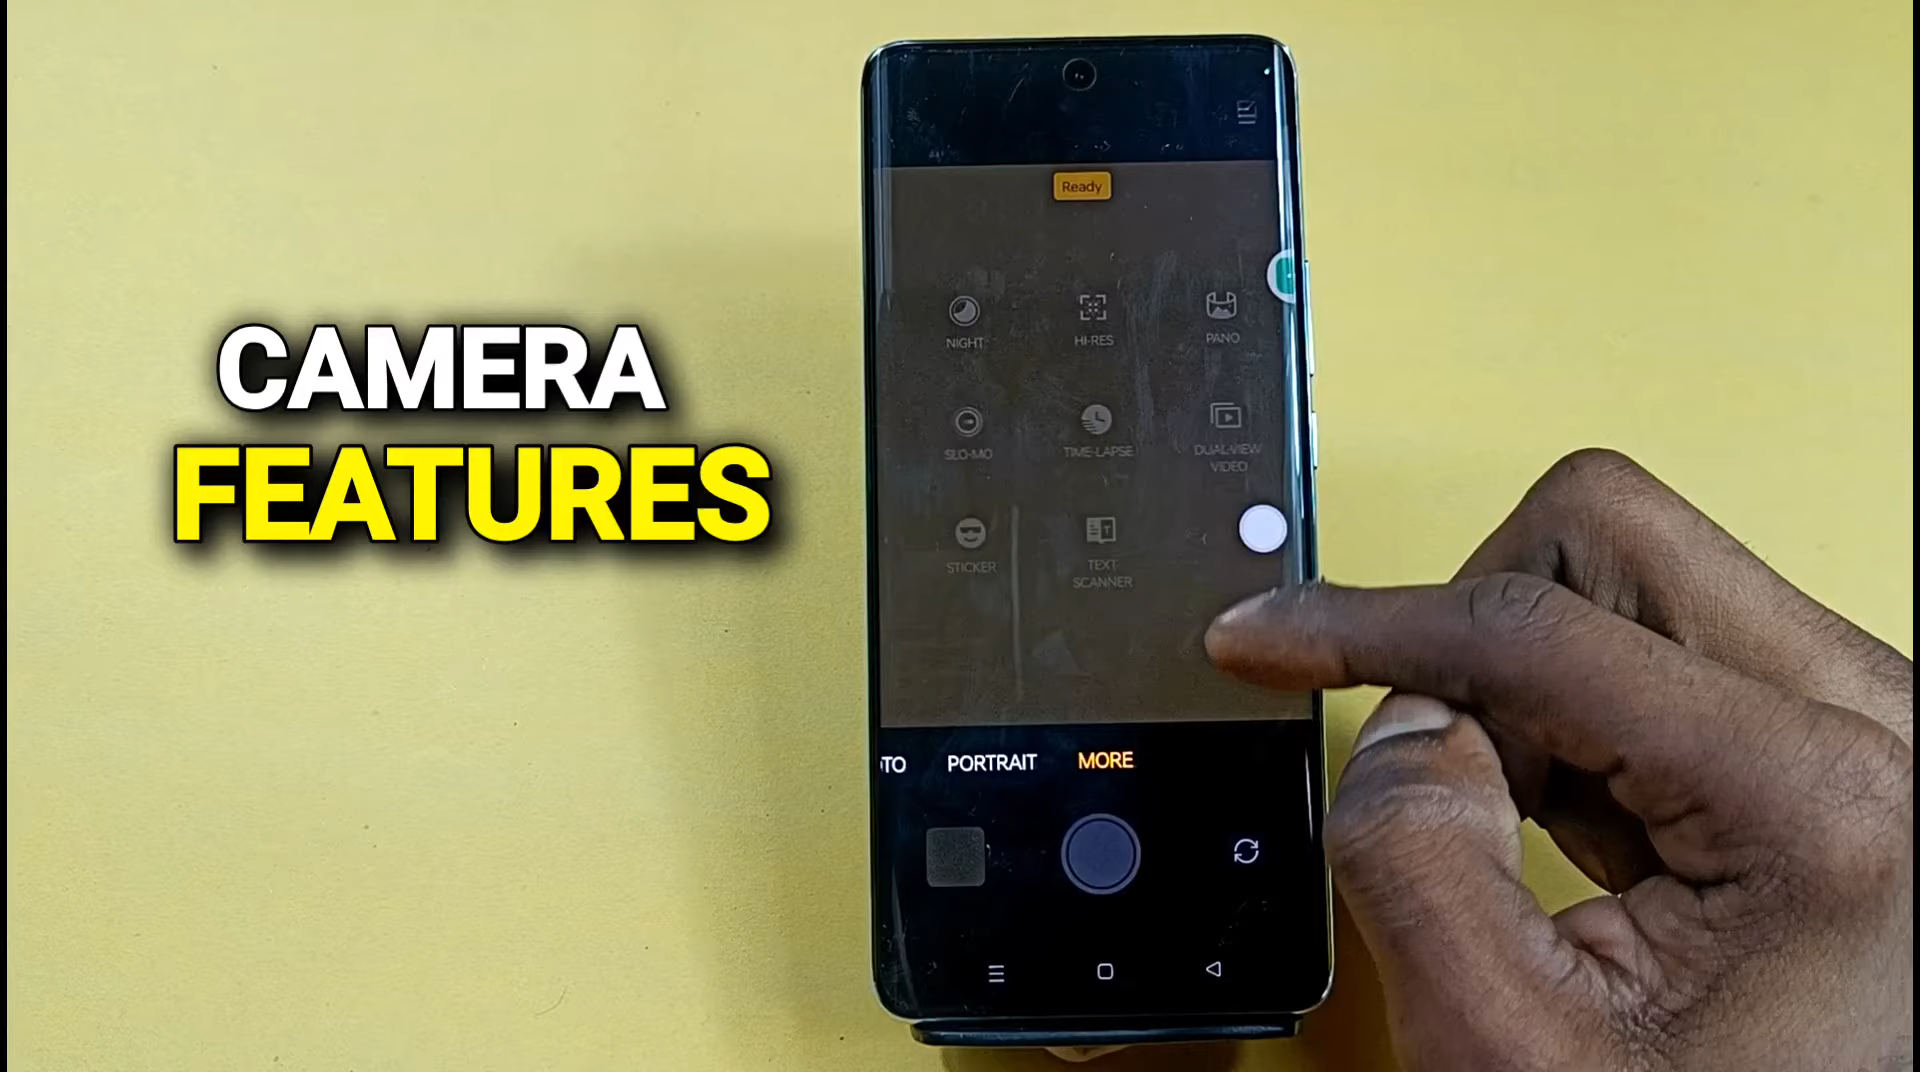 CAMERA
FEATURES
Ready
NIGHT
HI-RES
PANO
SLO-MO
TIME-LAPSE
DUAL-VIEW
VIDEO
STICKER
TEXT
SCANNER
TO
PORTRAIT
MORE